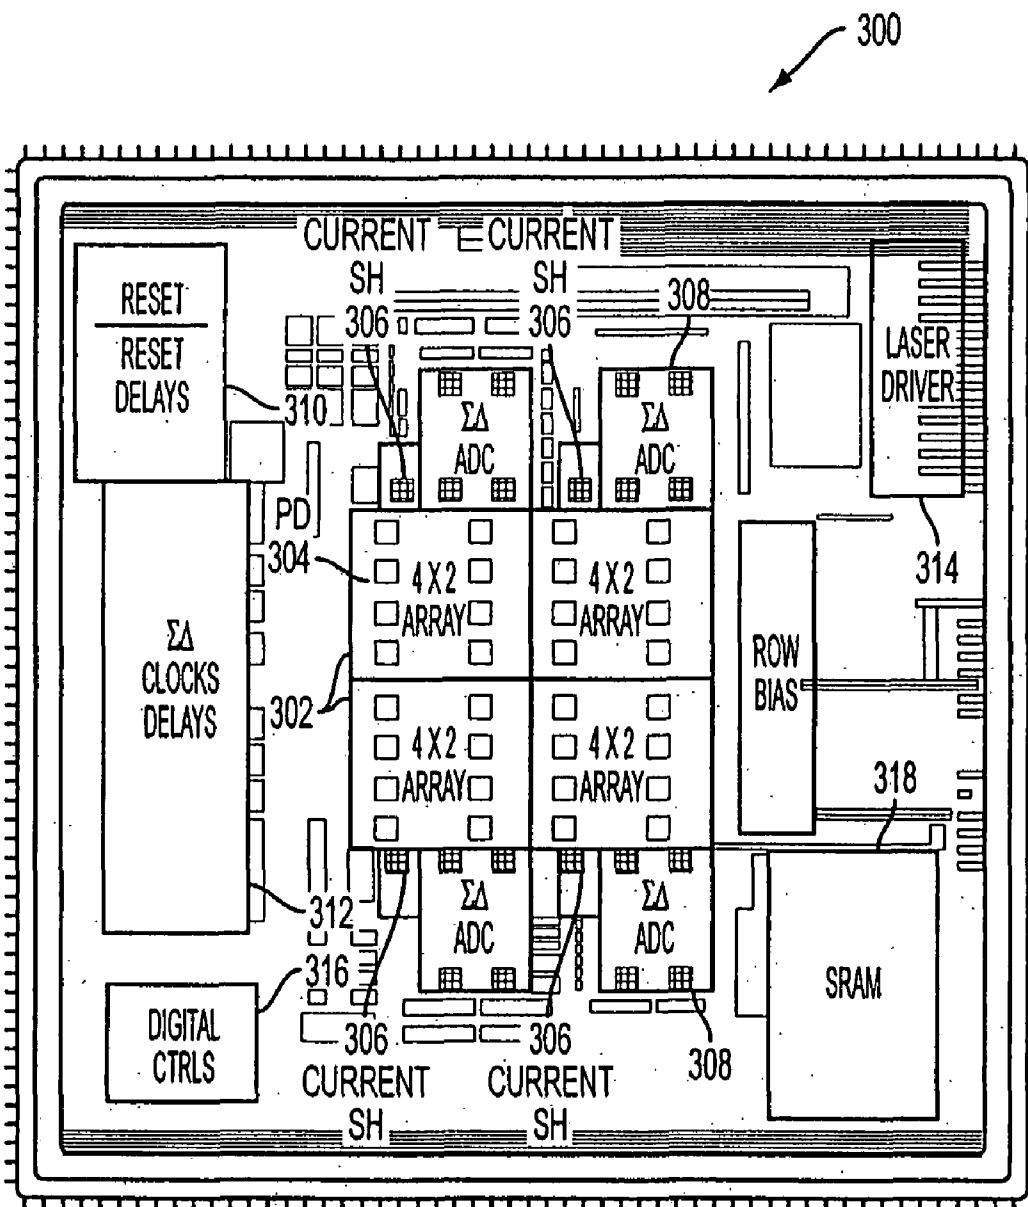 300
CURRENT
SH
306
CURRENT
SH
306
308
RESET
RESET
DELAYS
310
LASER
DRIVER
314
ΣΔ
ADC
ΣΔ
ADC
PD
304
4 X 2
ARRAY
4 X 2
ARRAY
ΣΔ
CLOCKS
DELAYS
302
ROW
BIAS
4 X 2
ARRAY
4 X 2
ARRAY
318
312
ΣΔ
ADC
ΣΔ
ADC
316
SRAM
DIGITAL
CTRLS
306
CURRENT
SH
306
CURRENT
SH
308